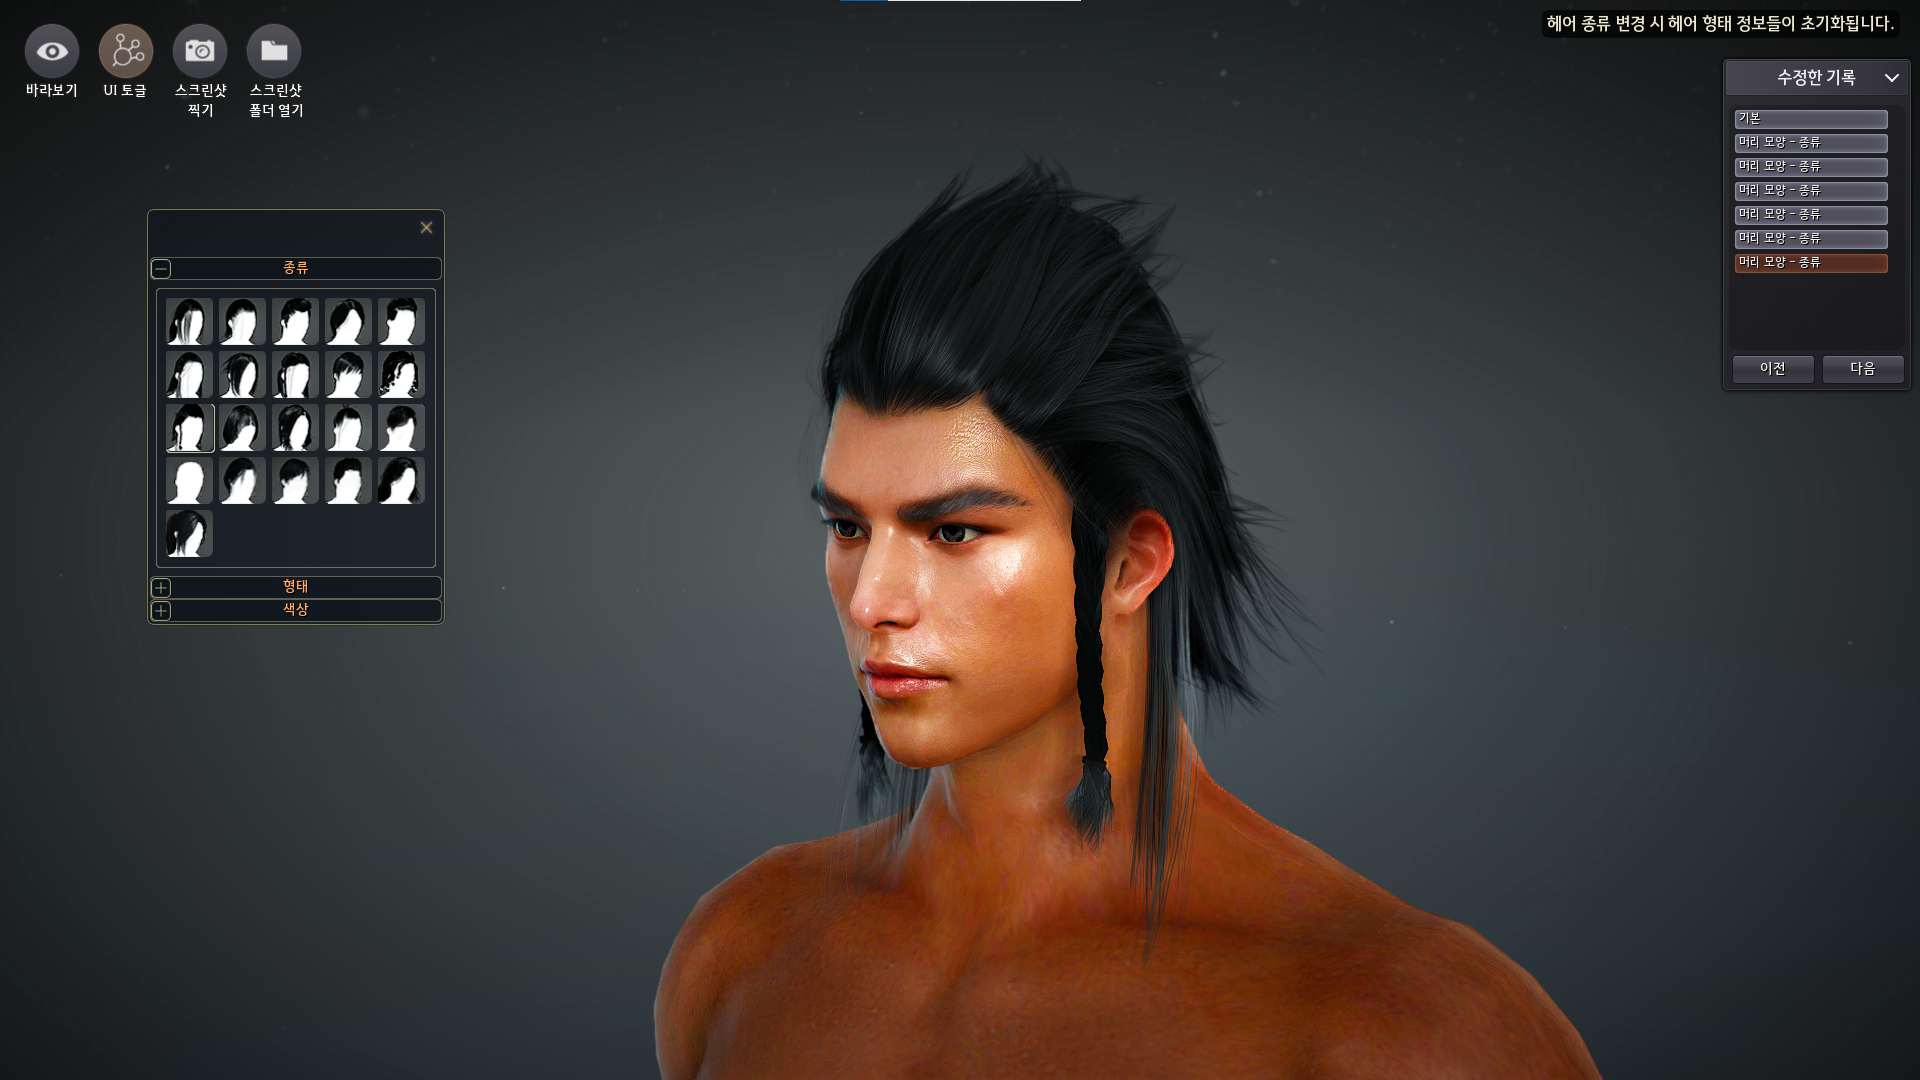 헤어 종류 변경 시 헤어 형태 정보들이 초기화됩니다.
바라보기
UI 토글
스크린샷
찍기
스크린샷
폴더 열기
수정한 기록
기본
머리 모양 - 종류
머리 모양 - 종류
머리 모양 - 종류
머리 모양 - 종류
머리 모양 - 종류
머리 모양 - 종류
이전
다음
종류
형태
색상